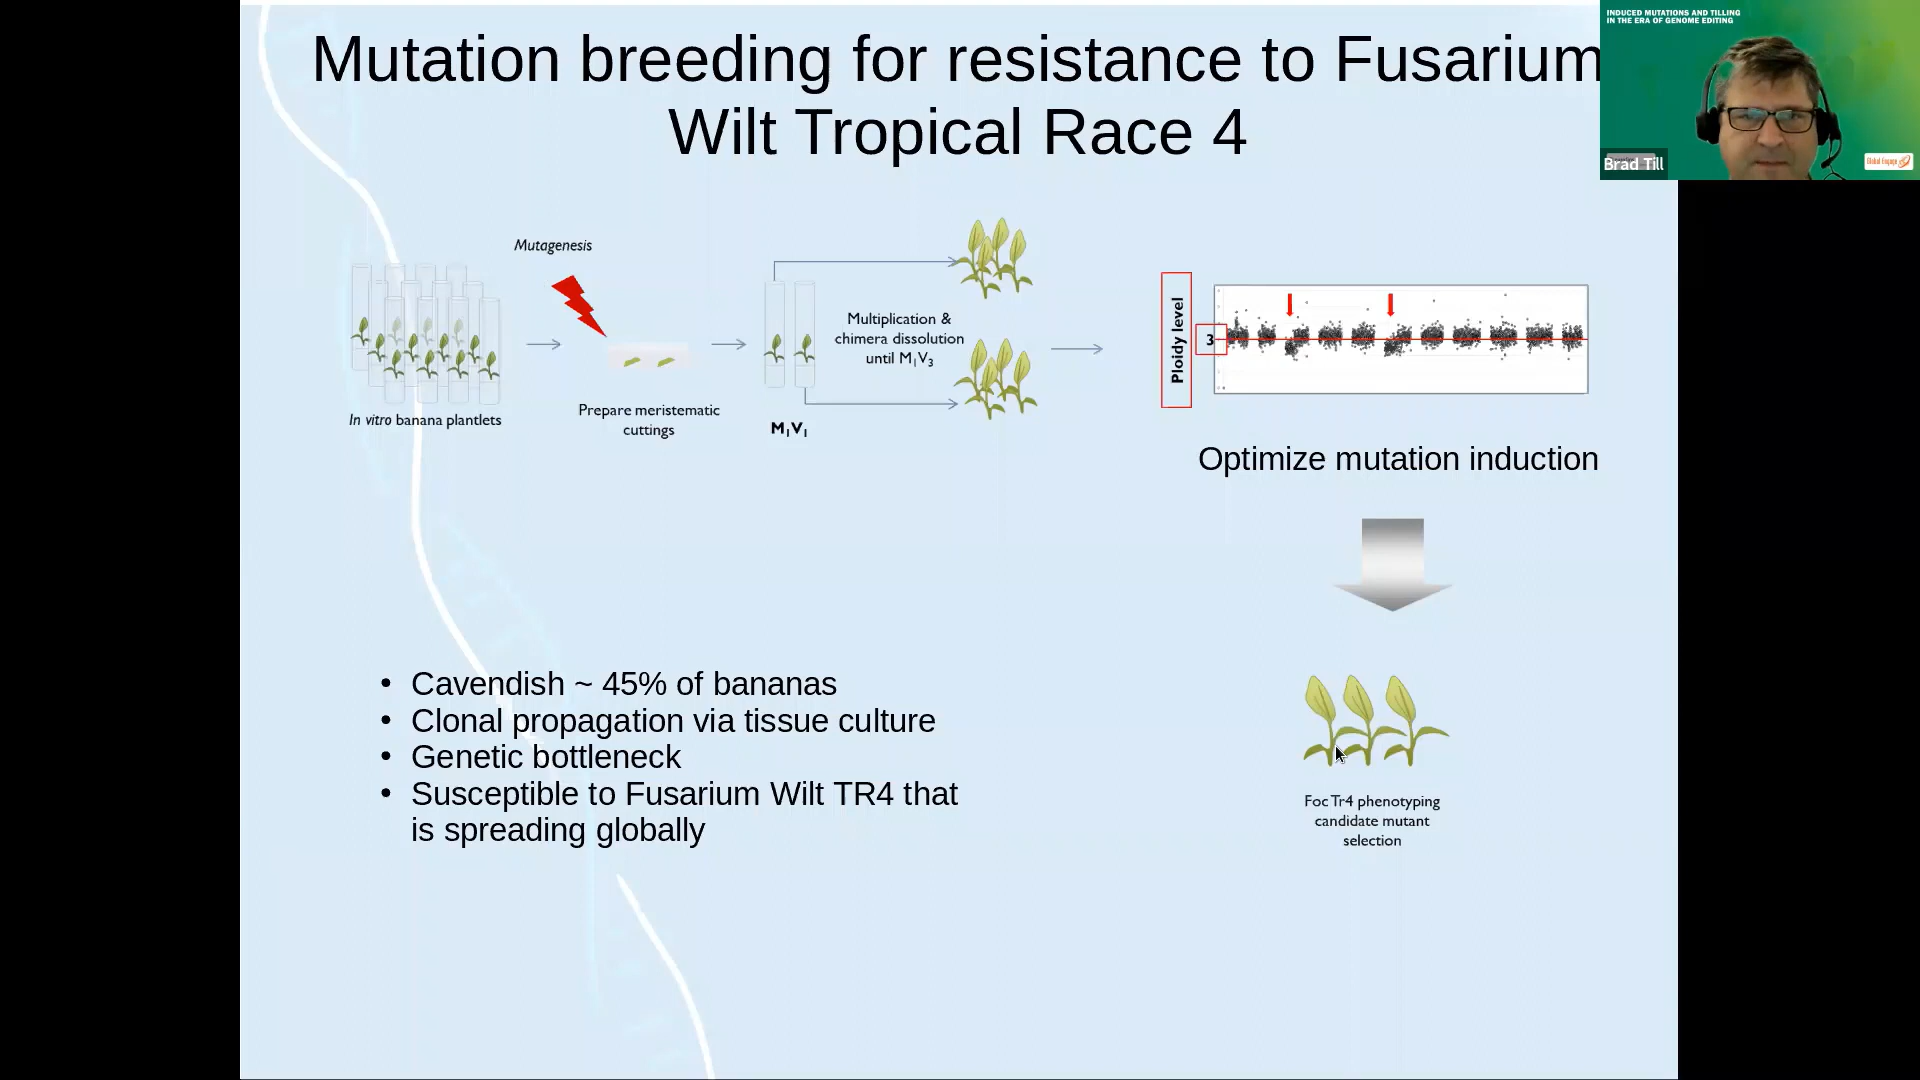 Mutation breeding for resistance to Fusarium
Wilt Tropical Race 4
INDUCED MUTATIONS AND TILLING
IN THE ERA OF GENOME EDITING
Brad Till
Global Engage
Mutagenesis
In vitro banana plantlets
Prepare meristematic
cuttings
M₁V₁
Multiplication &
chimera dissolution
until M₁V₃
Ploidy level
3
Optimize mutation induction
• Cavendish ~ 45% of bananas
• Clonal propagation via tissue culture
• Genetic bottleneck
• Susceptible to Fusarium Wilt TR4 that
is spreading globally
Foc Tr4 phenotyping
candidate mutant
selection